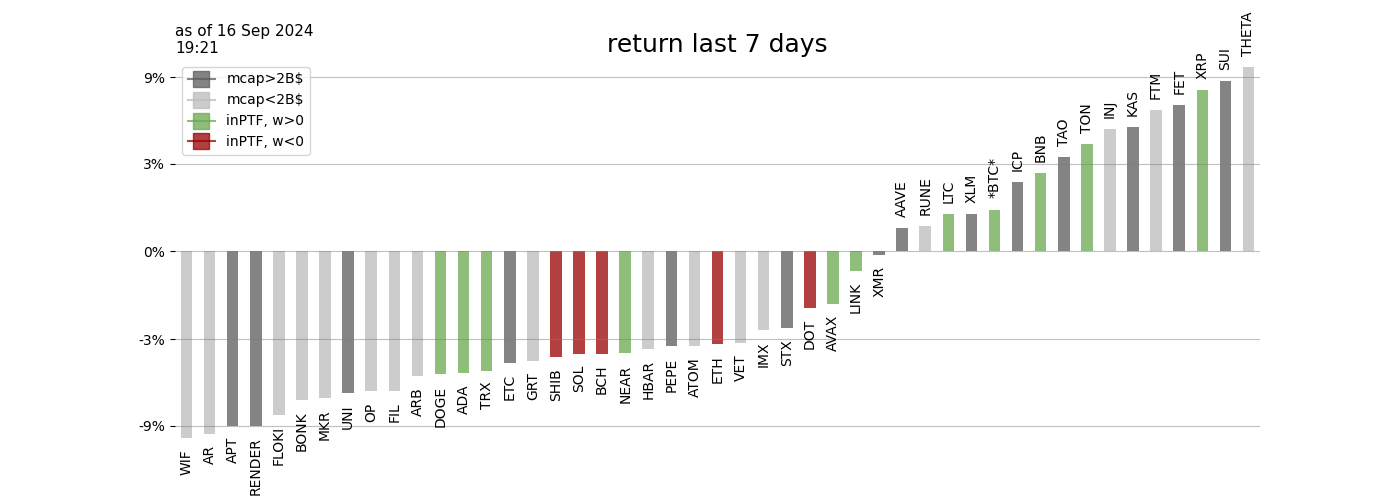 as of 16 Sep 2024
19:21
return last 7 days
mcap>2B$
mcap<2B$
inPTF, w>0
inPTF, w<0
9%
3%
0%
-3%
-9%
WIF
AR
APT
RENDER
FLOKI
BONK
MKR
UNI
OP
FIL
ARB
DOGE
ADA
TRX
ETC
GRT
SHIB
SOL
BCH
NEAR
HBAR
PEPE
ATOM
ETH
VET
IMX
STX
DOT
AVAX
LINK
XMR
AAVE
RUNE
LTC
XLM
*BTC*
ICP
BNB
TAO
TON
INJ
KAS
FTM
FET
XRP
SUI
THETA